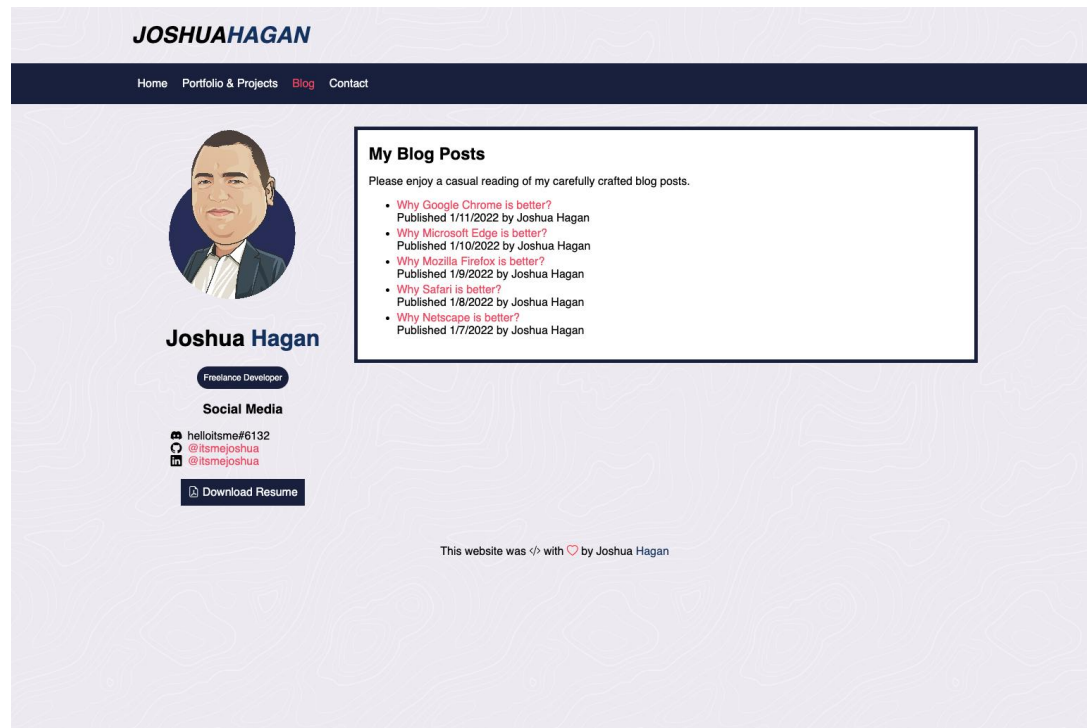 JOSHUAHAGAN
Home Portfolio & Projects Blog Contact
Joshua Hagan
Freelance Developer
Social Media
helloitsme#6132
@itsmejoshua
@itsmejoshua
Download Resume
My Blog Posts
Please enjoy a casual reading of my carefully crafted blog posts.
Why Google Chrome is better?
Published 1/11/2022 by Joshua Hagan
Why Microsoft Edge is better?
Published 1/10/2022 by Joshua Hagan
Why Mozilla Firefox is better?
Published 1/9/2022 by Joshua Hagan
Why Safari is better?
Published 1/8/2022 by Joshua Hagan
Why Netscape is better?
Published 1/7/2022 by Joshua Hagan
This website was </> with ♡ by Joshua Hagan